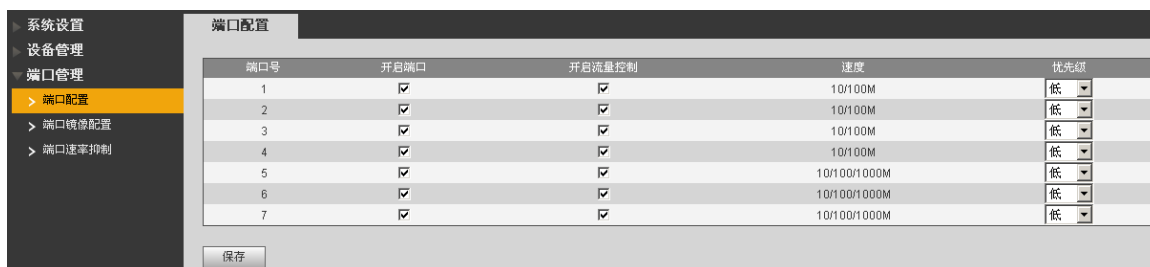 系统设置
设备管理
端口管理
端口配置
端口镜像配置
端口速率抑制
端口配置
端口号 开启端口 开启流量控制 速度 优先级
1 10/100M 低
2 10/100M 低
3 10/100M 低
4 10/100M 低
5 10/100/1000M 低
6 10/100/1000M 低
7 10/100/1000M 低
保存